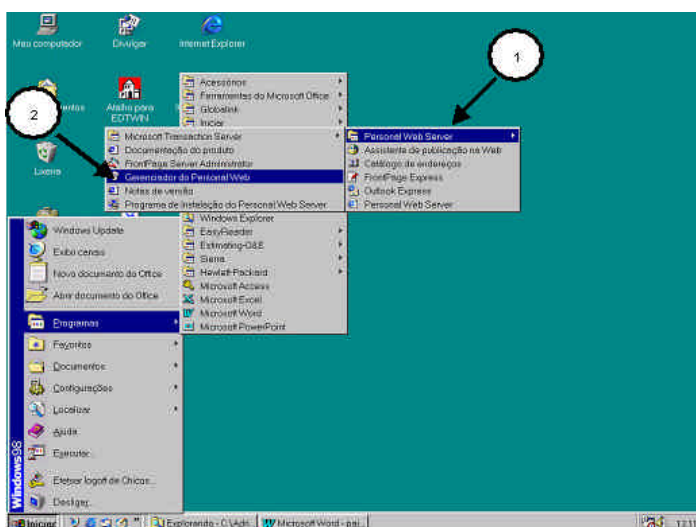 Meu computador
Divulgar
Internet Explorer
1
2
Atalho para
EDTWIN
Lixeira
Acessórios
Ferramentas do Microsoft Office
Globalink
Iniciar
Microsoft Transaction Server
Documentação do produto
FrontPage Server Administrator
Gerenciador do Personal Web
Notas de versão
Programa de Instalação do Personal Web Server
Personal Web Server
Assistente de publicação na Web
Catálogo de endereços
FrontPage Express
Outlook Express
Personal Web Server
Windows Explorer
EasyReader
Estimating-O&E
Sierra
Hewlett-Packard
Microsoft Access
Microsoft Excel
Microsoft Word
Microsoft PowerPoint
Windows Update
Exibir canais
Novo documento do Office
Abrir documento do Office
Programas
Favoritos
Documentos
Configurações
Localizar
Ajuda
Executar...
Efetuar logoff de Chicao...
Desligar...
Windows98
Iniciar
Explorando - C:\Adri...
Microsoft Word - pai...